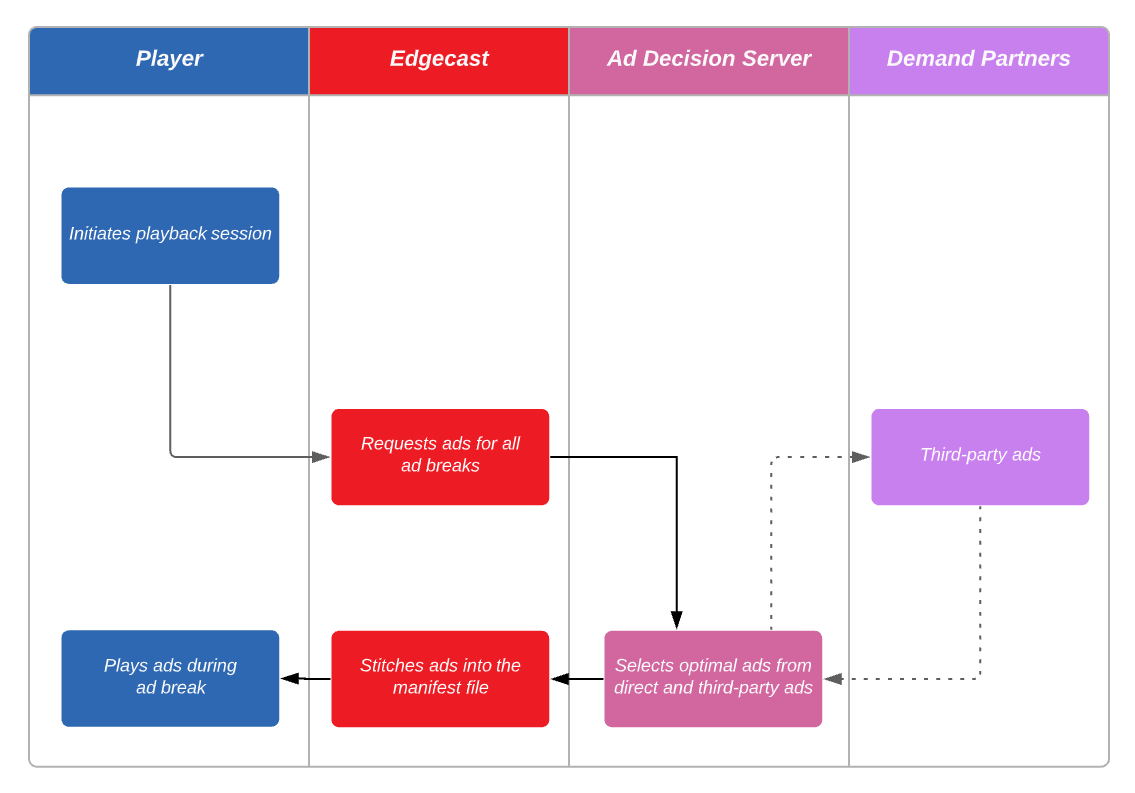 Player
Edgecast
Ad Decision Server
Demand Partners
Initiates playback session
Requests ads for all
ad breaks
Third-party ads
Plays ads during
ad break
Stitches ads into the
manifest file
Selects optimal ads from
direct and third-party ads